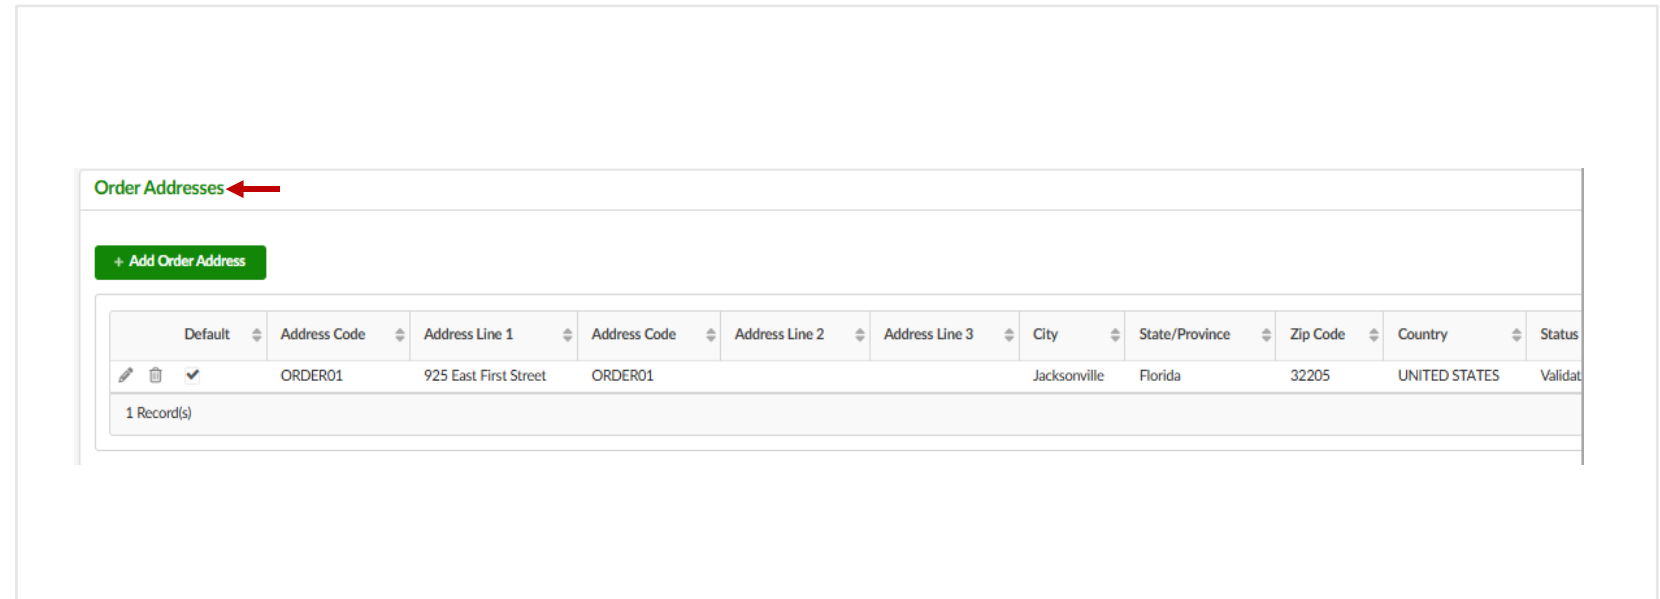 Order Addresses
+ Add Order Address
Default Address Code Address Line 1 Address Code Address Line 2 Address Line 3 City State/Province Zip Code Country Status
ORDER01 925 East First Street ORDER01 Jacksonville Florida 32205 UNITED STATES Validat
1 Record(s)